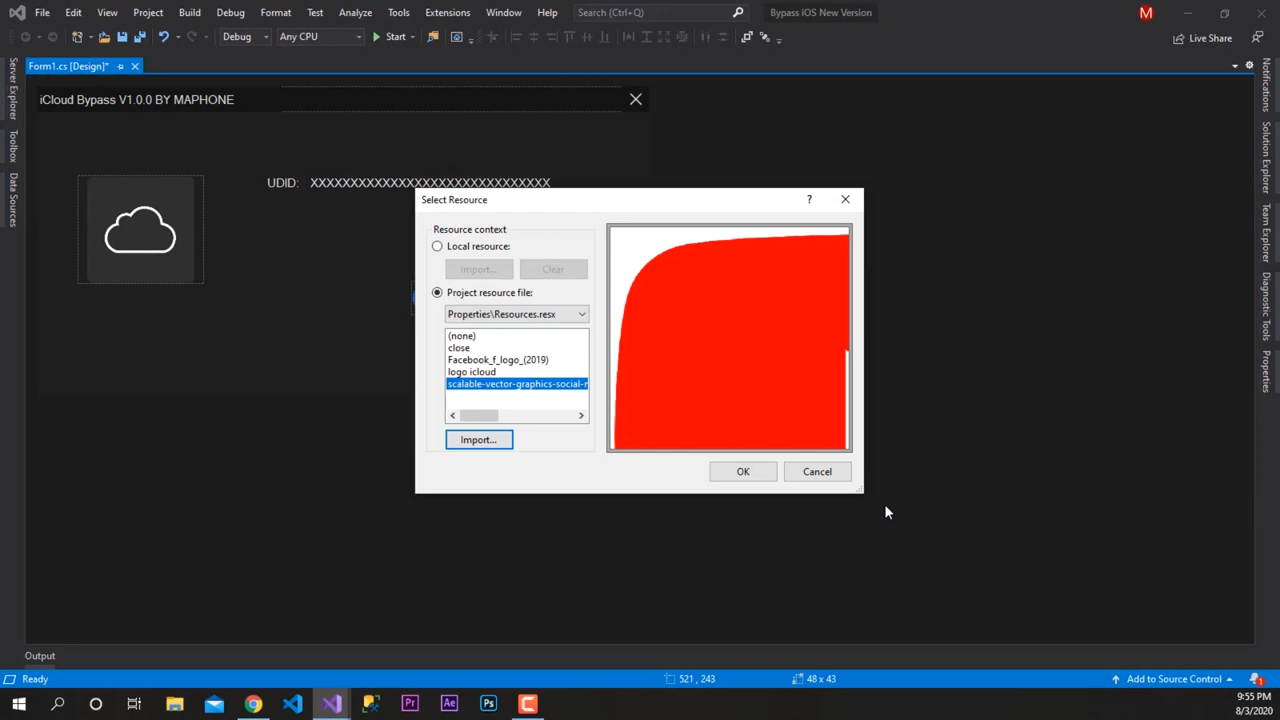 File Edit View Project Build Debug Format Test Analyze Tools Extensions Window Help Search (Ctrl+Q) Bypass iOS New Version M
Debug Any CPU Start Live Share
Form1.cs [Design]*
iCloud Bypass V1.0.0 BY MAPHONE
UDID: XXXXXXXXXXXXXXXXXXXXXXXXXXXXXX
Server Explorer
Toolbox
Data Sources
Select Resource ?
Resource context
Local resource:
Import... Clear
Project resource file:
Properties\Resources.resx
(none)
close
Facebook_f_logo_(2019)
logo icloud
scalable-vector-graphics-social-r
Import...
OK Cancel
Notifications
Solution Explorer
Team Explorer
Diagnostic Tools
Properties
Output
Ready 521 , 243 48 x 43 Add to Source Control 1
Pr Ae Ps
9:55 PM
8/3/2020